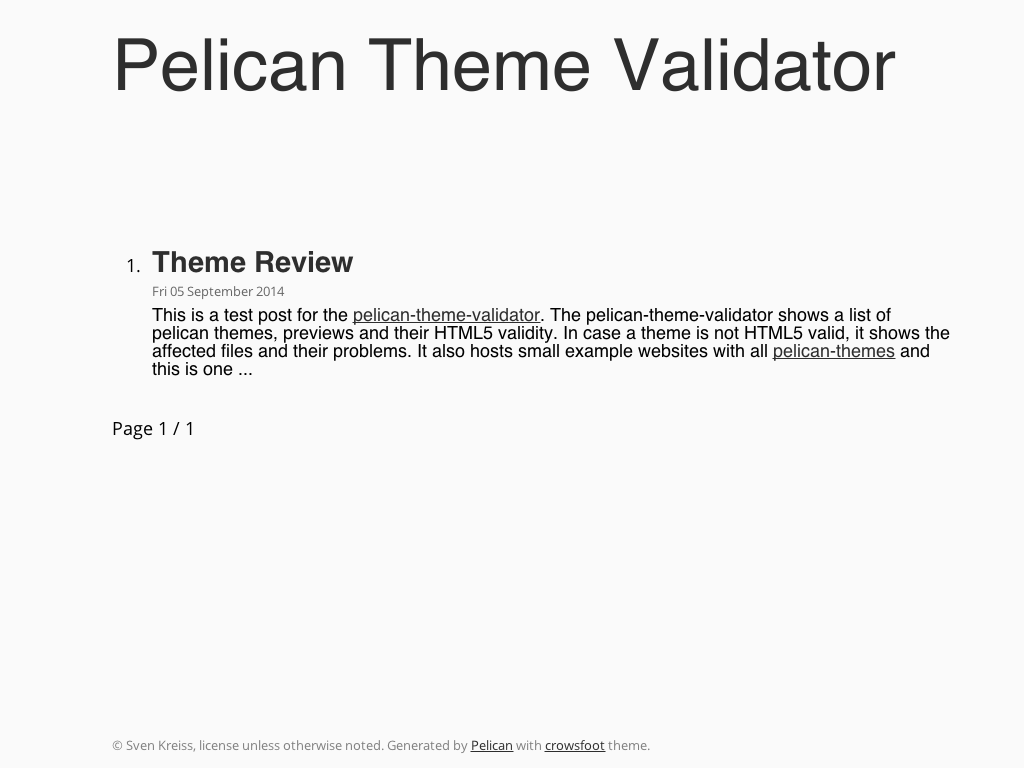 Pelican Theme Validator
1. Theme Review
Fri 05 September 2014
This is a test post for the pelican-theme-validator. The pelican-theme-validator shows a list of
pelican themes, previews and their HTML5 validity. In case a theme is not HTML5 valid, it shows the
affected files and their problems. It also hosts small example websites with all pelican-themes and
this is one ...
Page 1 / 1
© Sven Kreiss, license unless otherwise noted. Generated by Pelican with crowsfoot theme.